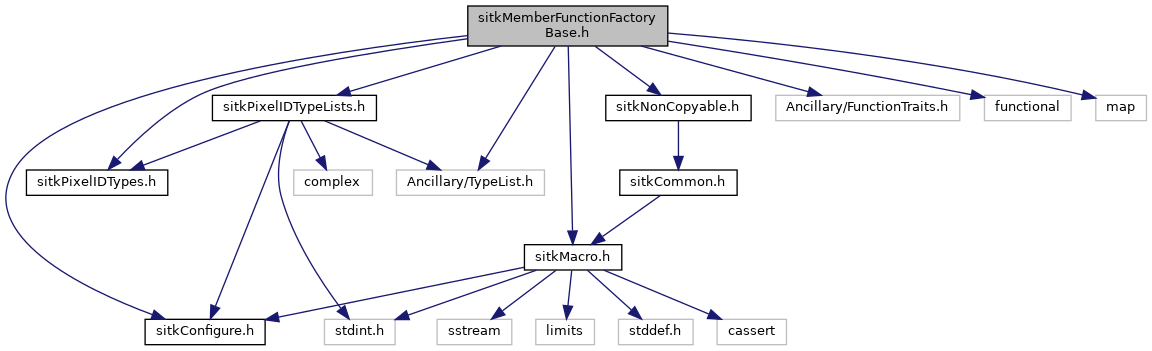 sitkMemberFunctionFactory
Base.h
sitkPixelIDTypeLists.h
sitkNonCopyable.h
Ancillary/FunctionTraits.h
functional
map
sitkPixelIDTypes.h
complex
Ancillary/TypeList.h
sitkCommon.h
sitkMacro.h
sitkConfigure.h
stdint.h
sstream
limits
stddef.h
cassert